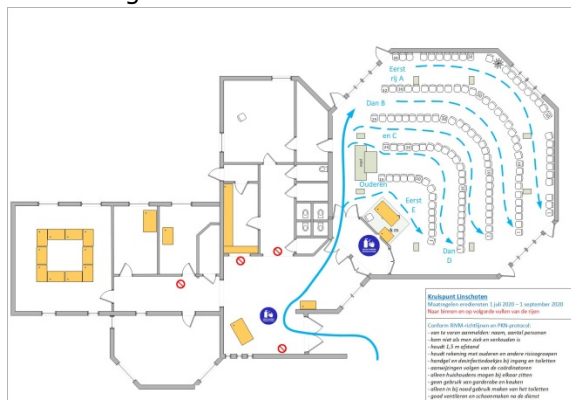 Eerst
rij A
Dan B
en C
Ouderen
Eerst
E
Dan
D
Kruispunt Linschoten
Maatregelen erediensten 1 juli 2020 – 1 september 2020
Naar binnen en op volgorde vullen van de rijen
Conform RIVM-richtlijnen en PKN-protocol:
- van te voren aanmelden: naam, aantal personen
- kom niet als men ziek en verkouden is
- houdt 1,5 m afstand
- houdt rekening met ouderen en andere risicogroepen
- handgel en desinfectiedoekjes bij ingang en toiletten
- aanwijzingen volgen van de coördinatoren
- alleen huishoudens mogen bij elkaar zitten
- geen gebruik van garderobe en keuken
- alleen in bij nood gebruik maken van het toiletten
- goed ventileren en schoonmaken na de dienst